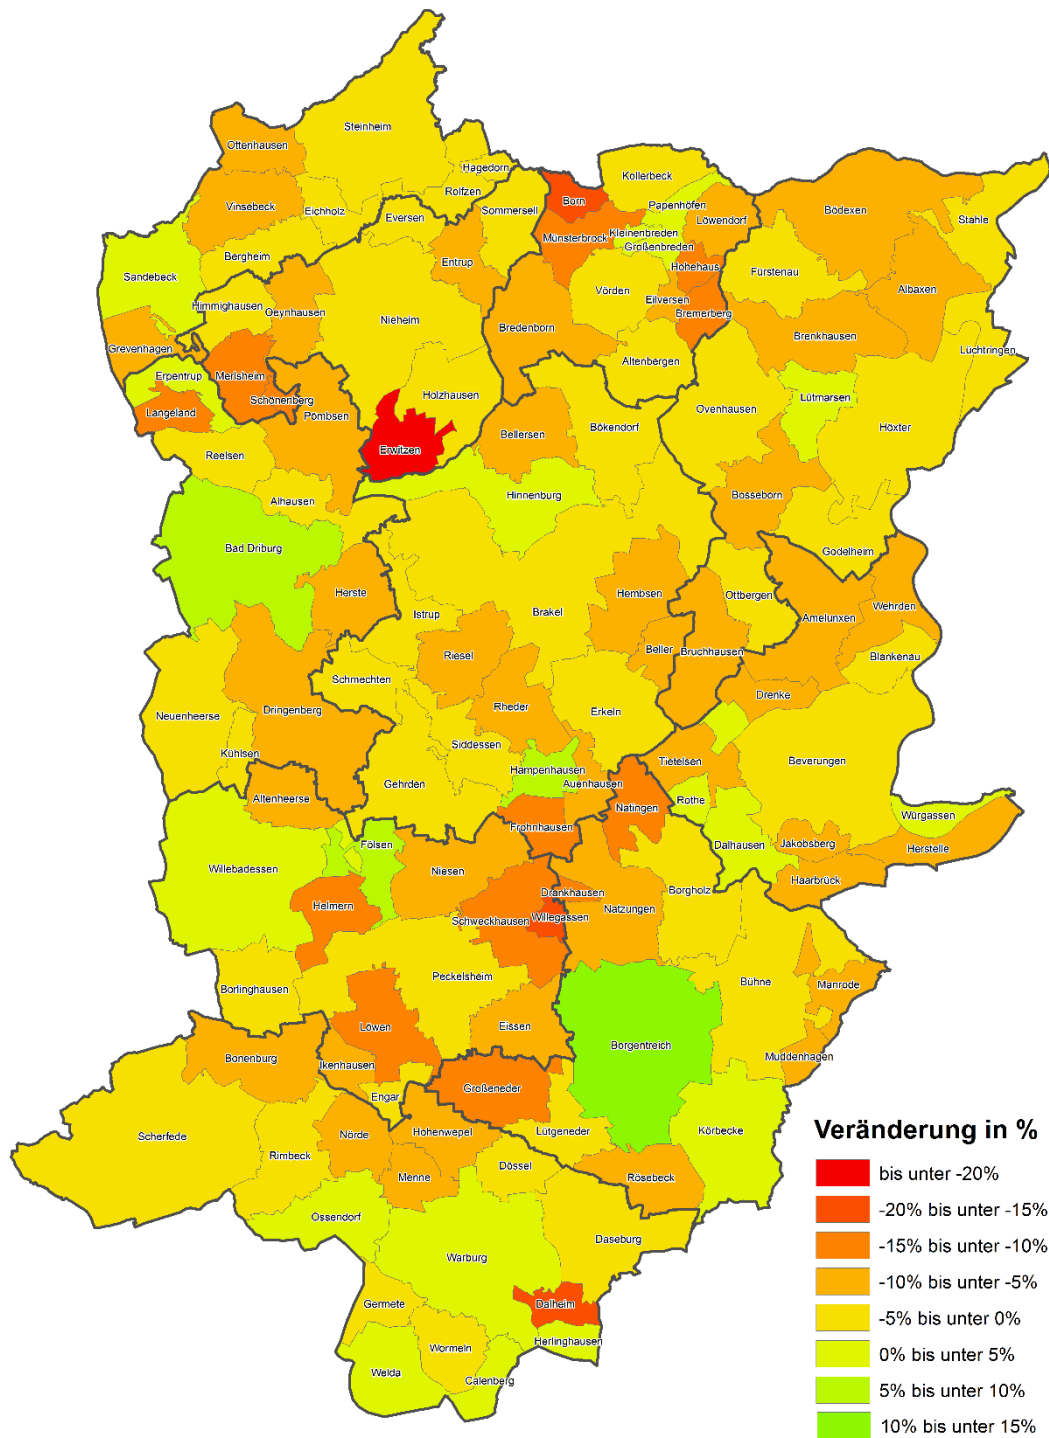 Steinheim
Ottenhausen
Hagedorn
Kollerbeck
Rolfzen
Born
Papenhöfen
Vinsebeck
Eichholz
Eversen
Sommersell
Löwendorf
Bödexen
Stahle
Kleinenbreden
Münsterbrock
Großenbreden
Bergheim
Entrup
Hohehaus
Fürstenau
Sandebeck
Albaxen
Vörden
Eilversen
Himmighausen
Oeynhausen
Nieheim
Bremerberg
Bredenborn
Brenkhausen
Grevenhagen
Lüchtringen
Altenbergen
Erpentrup
Merlsheim
Holzhausen
Lütmarsen
Schönenberg
Langeland
Pömbsen
Ovenhausen
Höxter
Bökendorf
Bellersen
Erwitzen
Reelsen
Hinnenburg
Bosseborn
Alhausen
Bad Driburg
Godelheim
Herste
Hembsen
Ottbergen
Istrup
Brakel
Wehrden
Amelunxen
Beller
Bruchhausen
Riesel
Blankenau
Schmechten
Drenke
Rheder
Erkeln
Dringenberg
Neuenheerse
Siddessen
Kühlsen
Tietelsen
Beverungen
Hampenhausen
Gehrden
Auenhausen
Altenheerse
Rothe
Natingen
Würgassen
Frohnhausen
Fölsen
Dalhausen
Jakobsberg
Herstelle
Willebadessen
Niesen
Haarbrück
Drankhausen
Borgholz
Helmern
Natzungen
Schweckhausen
Willegassen
Peckelsheim
Bühne
Manrode
Borlinghausen
Löwen
Eissen
Borgentreich
Bonenburg
Muddenhagen
Ikenhausen
Großeneder
Engar
Körbecke
Lütgeneder
Hohenwepel
Scherfede
Nörde
Rimbeck
Dössel
Menne
Rösebeck
Ossendorf
Daseburg
Warburg
Germete
Dalheim
Herlinghausen
Wormeln
Welda
Calenberg
Veränderung in %
bis unter -20%
-20% bis unter -15%
-15% bis unter -10%
-10% bis unter -5%
-5% bis unter 0%
0% bis unter 5%
5% bis unter 10%
10% bis unter 15%